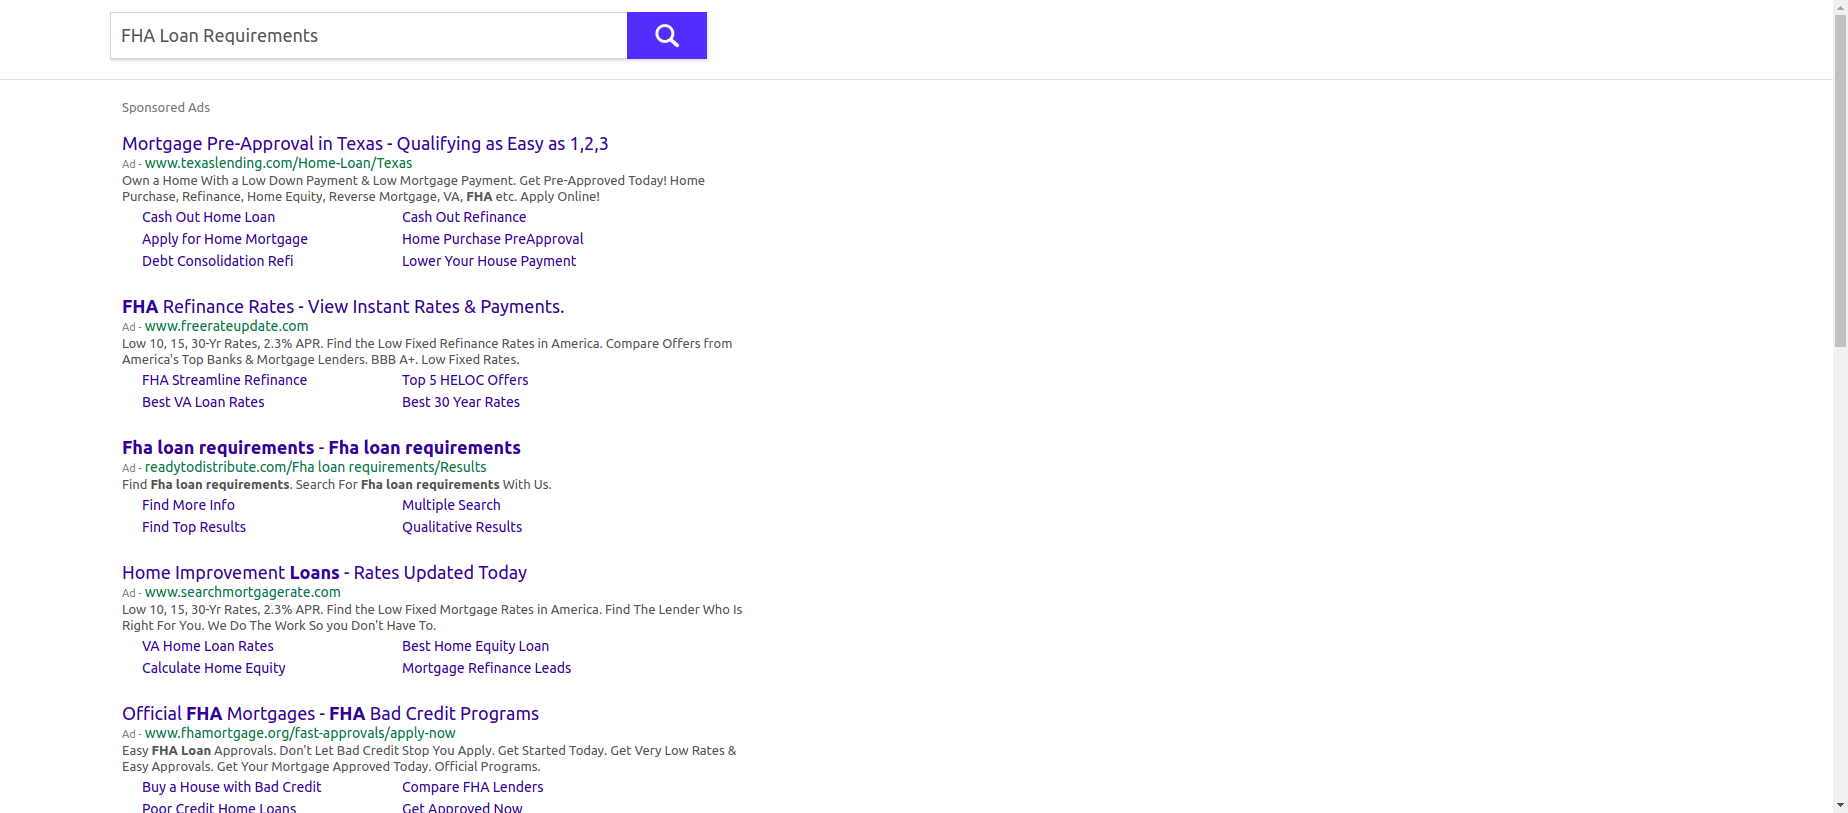 FHA Loan Requirements
Sponsored Ads
Mortgage Pre-Approval in Texas - Qualifying as Easy as 1,2,3
Ad - www.texaslending.com/Home-Loan/Texas
Own a Home With a Low Down Payment & Low Mortgage Payment. Get Pre-Approved Today! Home
Purchase, Refinance, Home Equity, Reverse Mortgage, VA, FHA etc. Apply Online!
Cash Out Home Loan Cash Out Refinance
Apply for Home Mortgage Home Purchase PreApproval
Debt Consolidation Refi Lower Your House Payment
FHA Refinance Rates - View Instant Rates & Payments.
Ad - www.freerateupdate.com
Low 10, 15, 30-Yr Rates, 2.3% APR. Find the Low Fixed Refinance Rates in America. Compare Offers from
America's Top Banks & Mortgage Lenders. BBB A+. Low Fixed Rates.
FHA Streamline Refinance Top 5 HELOC Offers
Best VA Loan Rates Best 30 Year Rates
Fha loan requirements - Fha loan requirements
Ad - readytodistribute.com/Fha loan requirements/Results
Find Fha loan requirements. Search For Fha loan requirements With Us.
Find More Info Multiple Search
Find Top Results Qualitative Results
Home Improvement Loans - Rates Updated Today
Ad - www.searchmortgagerate.com
Low 10, 15, 30-Yr Rates, 2.3% APR. Find the Low Fixed Mortgage Rates in America. Find The Lender Who Is
Right For You. We Do The Work So you Don't Have To.
VA Home Loan Rates Best Home Equity Loan
Calculate Home Equity Mortgage Refinance Leads
Official FHA Mortgages - FHA Bad Credit Programs
Ad - www.fhamortgage.org/fast-approvals/apply-now
Easy FHA Loan Approvals. Don't Let Bad Credit Stop You Apply. Get Started Today. Get Very Low Rates &
Easy Approvals. Get Your Mortgage Approved Today. Official Programs.
Buy a House with Bad Credit Compare FHA Lenders
Poor Credit Home Loans Get Approved Now